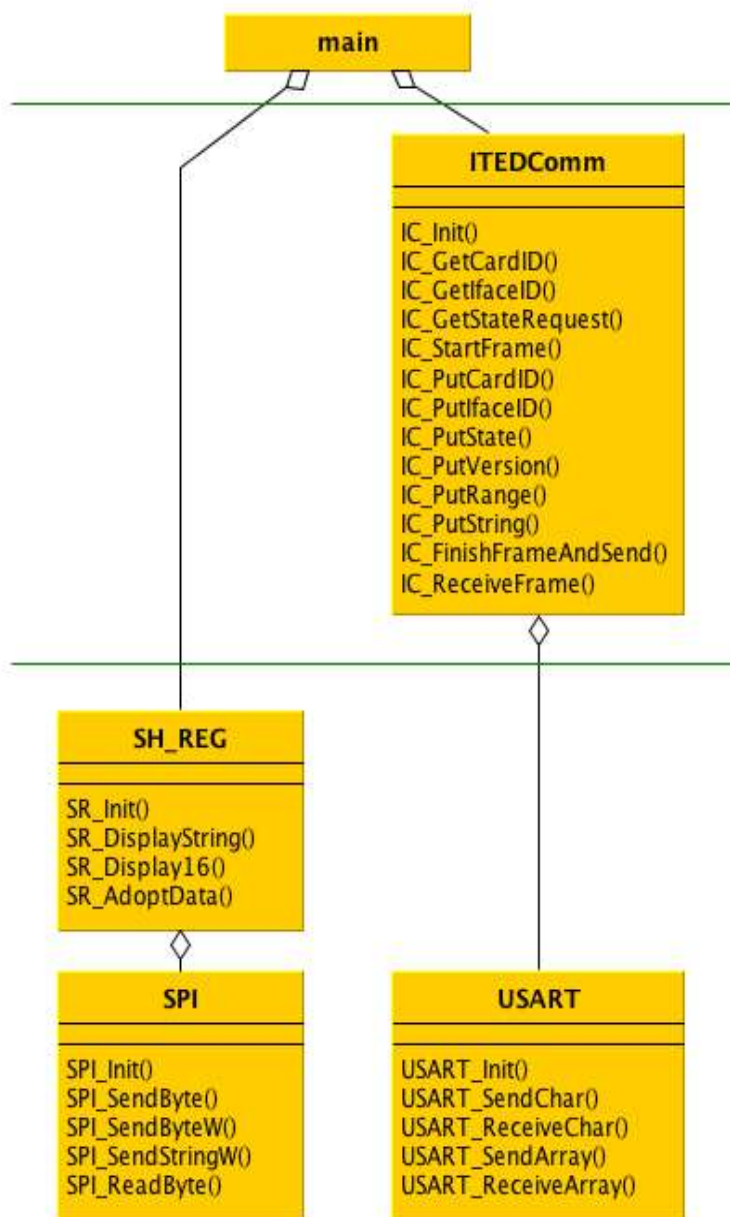 main
ITEDComm
IC_Init()
IC_GetCardID()
IC_GetIfaceID()
IC_GetStateRequest()
IC_StartFrame()
IC_PutCardID()
IC_PutIfaceID()
IC_PutState()
IC_PutVersion()
IC_PutRange()
IC_PutString()
IC_FinishFrameAndSend()
IC_ReceiveFrame()
SH_REG
SR_Init()
SR_DisplayString()
SR_Display16()
SR_AdoptData()
SPI
SPI_Init()
SPI_SendByte()
SPI_SendByteW()
SPI_SendStringW()
SPI_ReadByte()
USART
USART_Init()
USART_SendChar()
USART_ReceiveChar()
USART_SendArray()
USART_ReceiveArray()